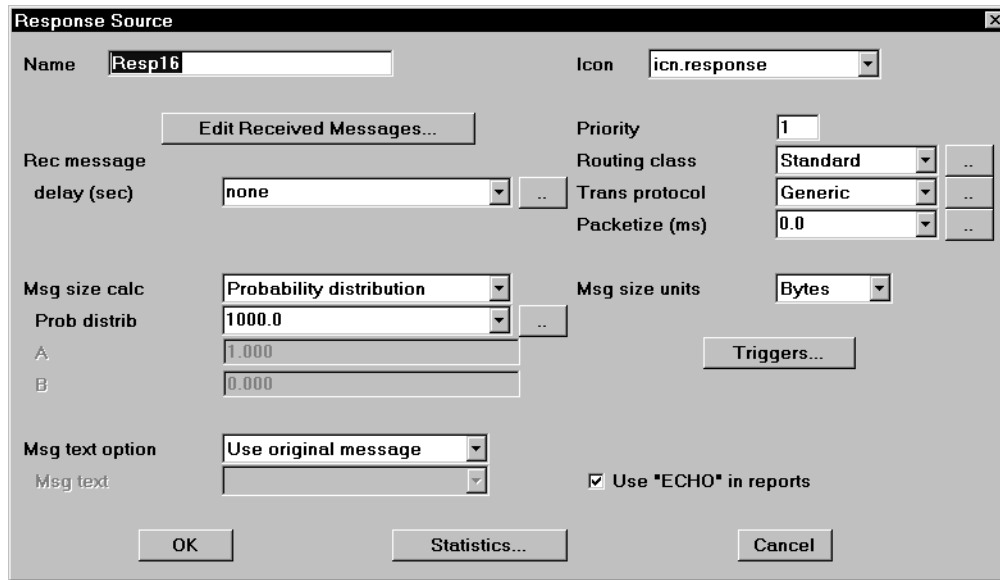 Response Source
Name Resp16 Icon icn.response
Edit Received Messages... Priority 1
Rec message Routing class Standard ..
delay (sec) none .. Trans protocol Generic ..
Packetize (ms) 0.0 ..
Msg size calc Probability distribution Msg size units Bytes
Prob distrib 1000.0 ..
A 1.000 Triggers...
B 0.000
Msg text option Use original message
Msg text Use "ECHO" in reports
OK Statistics... Cancel